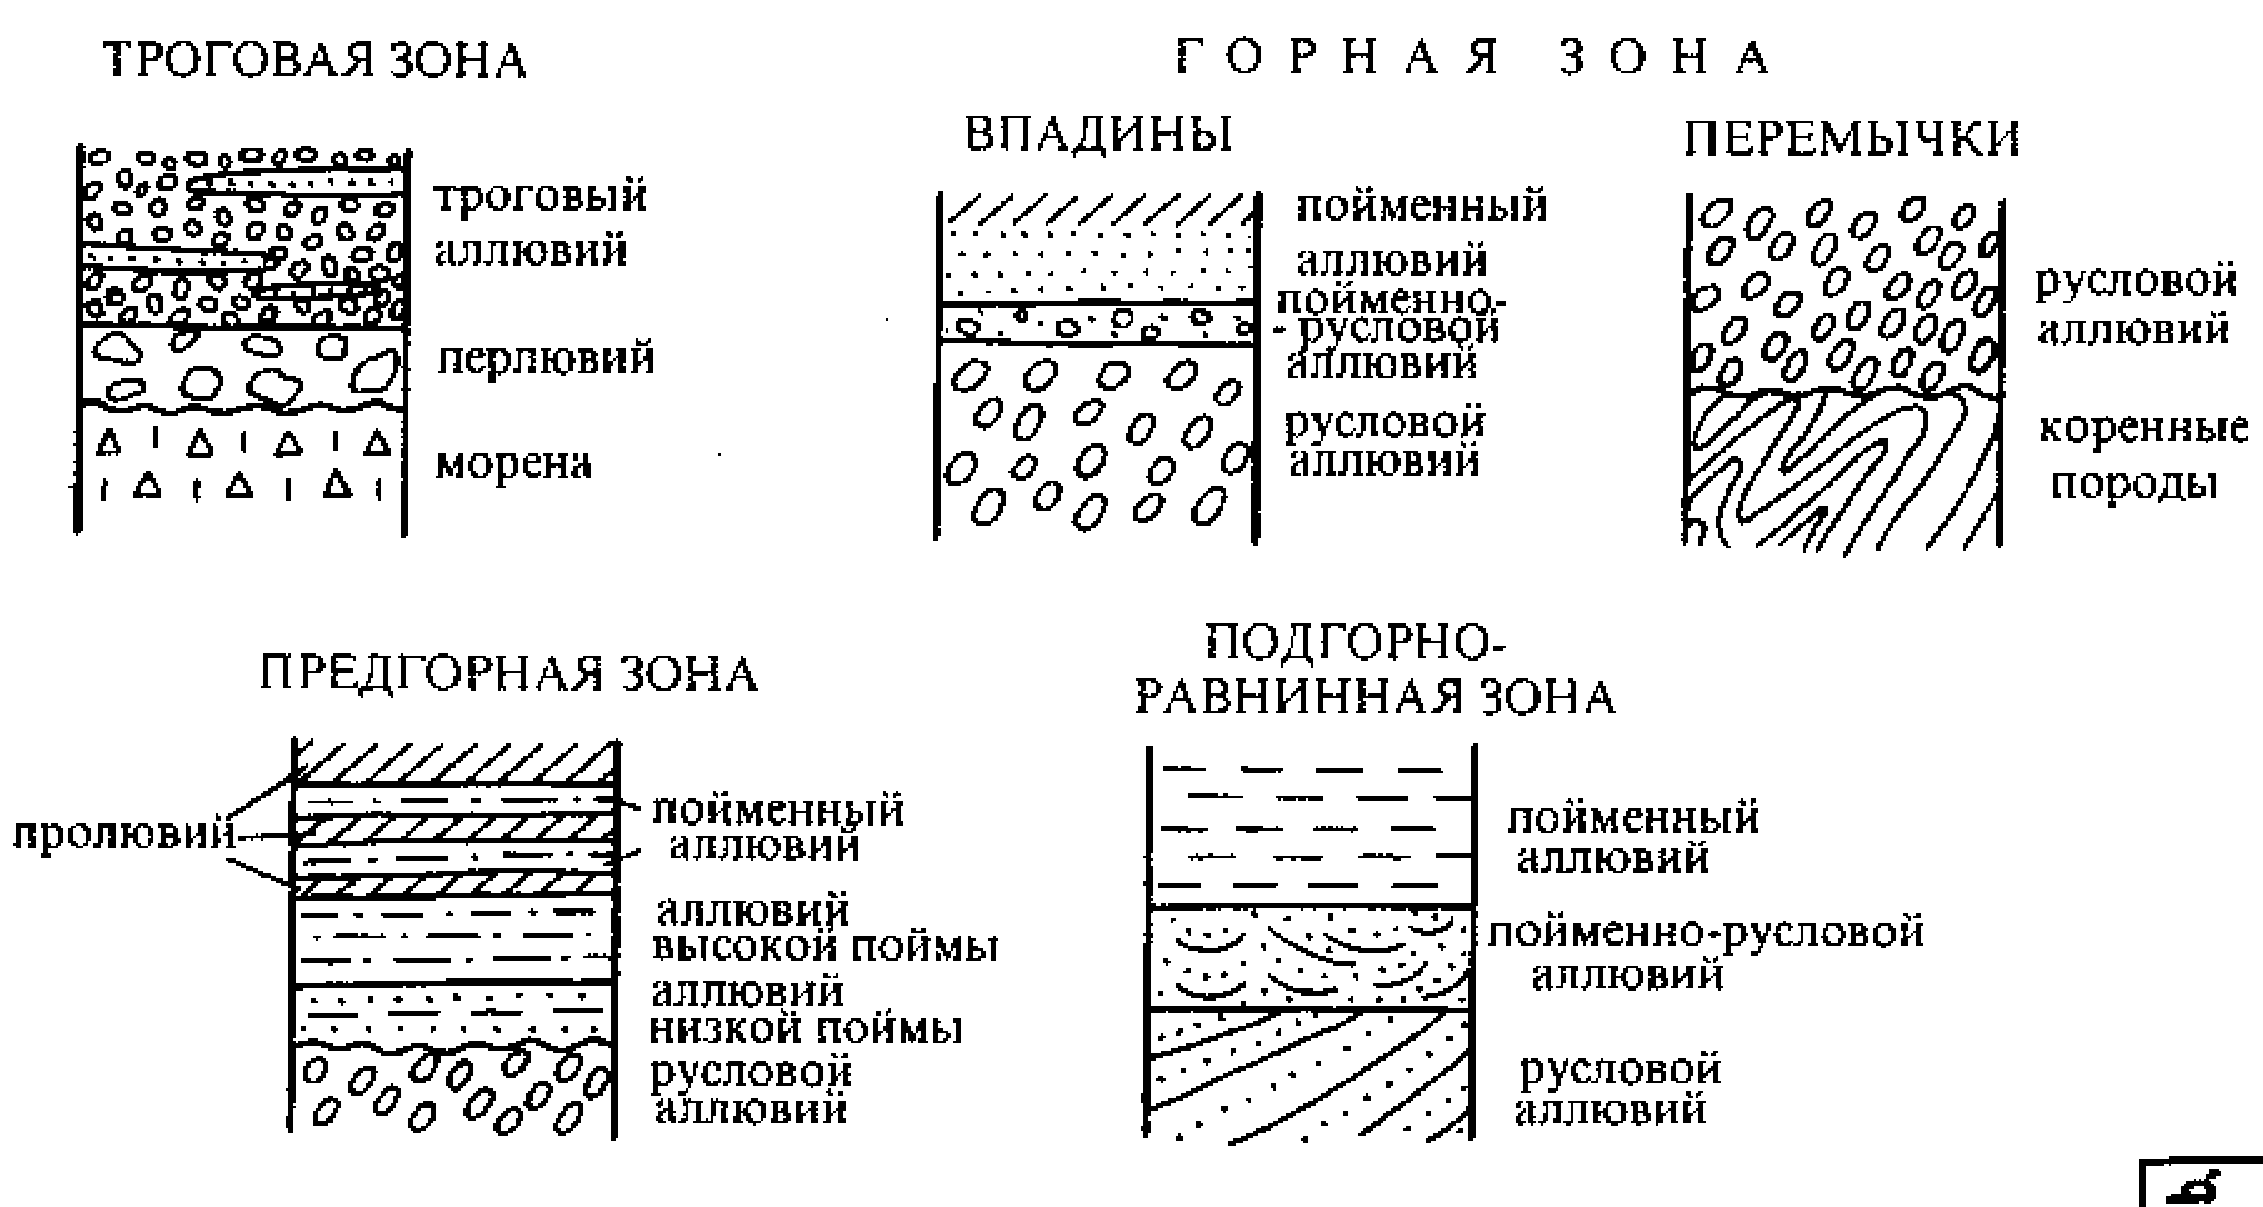 ТРОГОВАЯ ЗОНА
троговый
аллювий
перлювий
морена
ГОРНАЯ ЗОНА
ВПАДИНЫ
пойменный
аллювий
пойменно-
-русловой
аллювий
русловой
аллювий
ПЕРЕМЫЧКИ
русловой
аллювий
коренные
породы
ПРЕДГОРНАЯ ЗОНА
пролювий
пойменный
аллювий
аллювий
высокой поймы
аллювий
низкой поймы
русловой
аллювий
ПОДГОРНО-
РАВНИННАЯ ЗОНА
пойменный
аллювий
пойменно-русловой
аллювий
русловой
аллювий